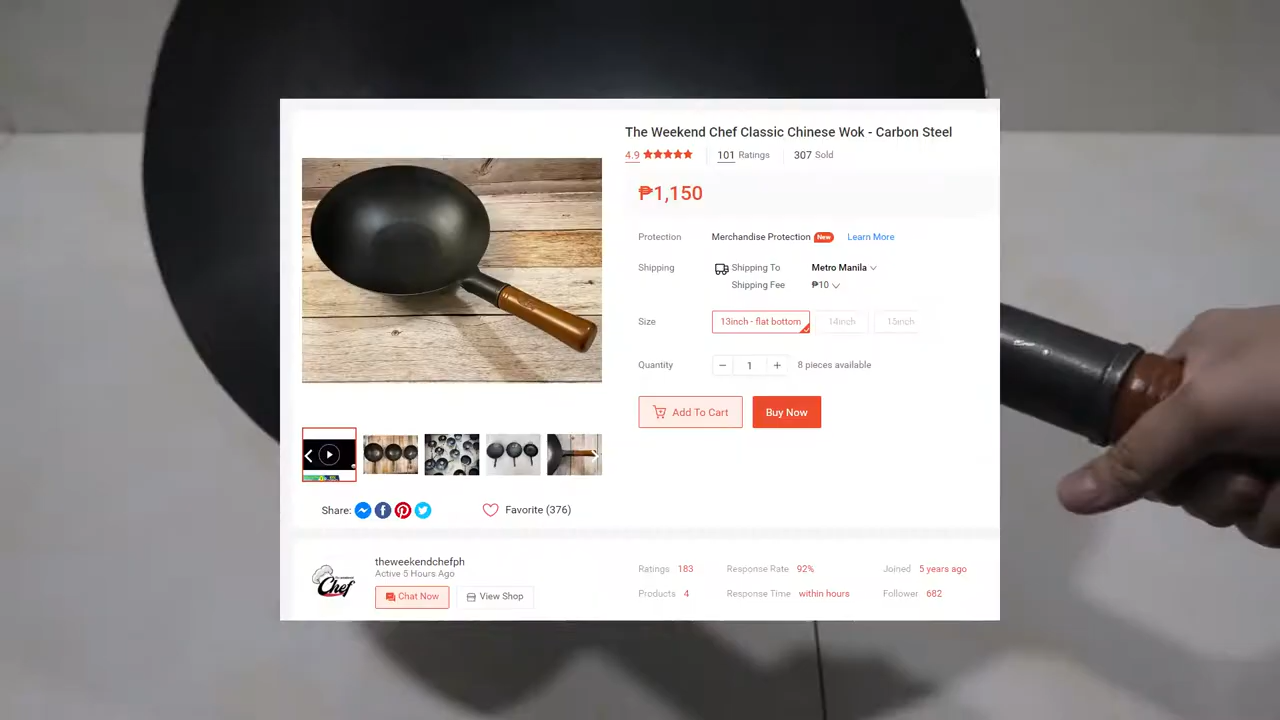 The Weekend Chef Classic Chinese Wok - Carbon Steel
4.9 101 Ratings 307 Sold
₱1,150
Protection Merchandise Protection New Learn More
Shipping Shipping To Metro Manila
Shipping Fee ₱10
Size 13inch - flat bottom 14inch 15inch
Quantity 1 8 pieces available
Add To Cart Buy Now
Share: Favorite (376)
theweekendchefph
Active 5 Hours Ago
Chef
Chat Now View Shop
Ratings 183 Response Rate 92% Joined 5 years ago
Products 4 Response Time within hours Follower 682